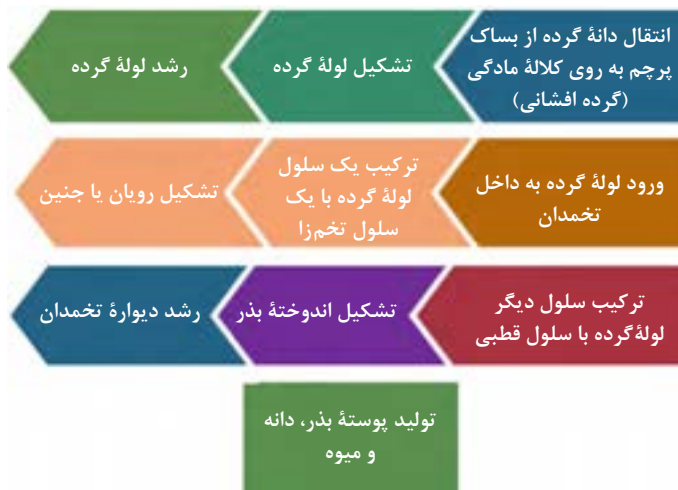 انتقال دانهٔ گرده از بساک
پرچم به روی کلالهٔ مادگی
(گرده افشانی)
تشکیل لولهٔ گرده
رشد لولهٔ گرده
ورود لولهٔ گرده به داخل
تخمدان
ترکیب یک سلول
لولهٔ گرده با یک
سلول تخم‌زا
تشکیل رویان یا جنین
ترکیب سلول دیگر
لوله‌گرده با سلول قطبی
تشکیل اندوختهٔ بذر
رشد دیوارهٔ تخمدان
تولید پوستهٔ بذر، دانه
و میوه